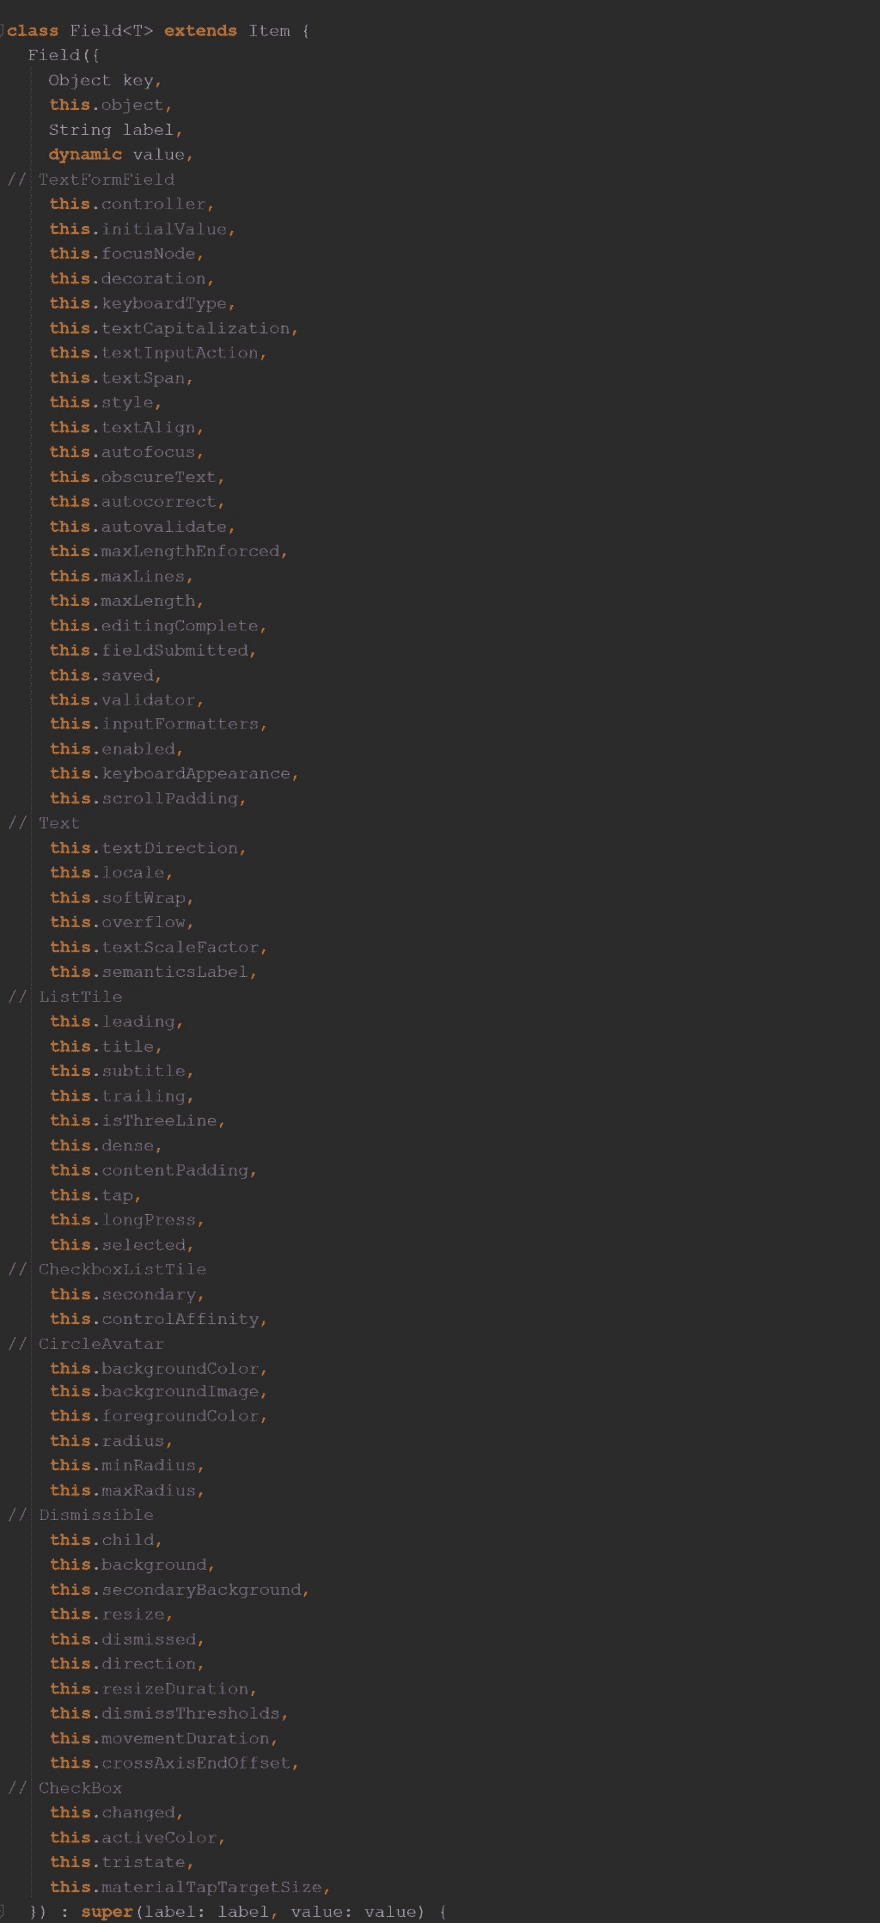 class Field<T> extends Item {
Field({
Object key,
this.object,
String label,
dynamic value,
// TextFormField
this.controller,
this.initialValue,
this.focusNode,
this.decoration,
this.keyboardType,
this.textCapitalization,
this.textInputAction,
this.textSpan,
this.style,
this.textAlign,
this.autofocus,
this.obscureText,
this.autocorrect,
this.autovalidate,
this.maxLengthEnforced,
this.maxLines,
this.maxLength,
this.editingComplete,
this.fieldSubmitted,
this.saved,
this.validator,
this.inputFormatters,
this.enabled,
this.keyboardAppearance,
this.scrollPadding,
// Text
this.textDirection,
this.locale,
this.softWrap,
this.overflow,
this.textScaleFactor,
this.semanticsLabel,
// ListTile
this.leading,
this.title,
this.subtitle,
this.trailing,
this.isThreeLine,
this.dense,
this.contentPadding,
this.tap,
this.longPress,
this.selected,
// CheckboxListTile
this.secondary,
this.controlAffinity,
// CircleAvatar
this.backgroundColor,
this.backgroundImage,
this.foregroundColor,
this.radius,
this.minRadius,
this.maxRadius,
// Dismissible
this.child,
this.background,
this.secondaryBackground,
this.resize,
this.dismissed,
this.direction,
this.resizeDuration,
this.dismissThresholds,
this.movementDuration,
this.crossAxisEndOffset,
// CheckBox
this.changed,
this.activeColor,
this.tristate,
this.materialTapTargetSize,
}) : super(label: label, value: value) {